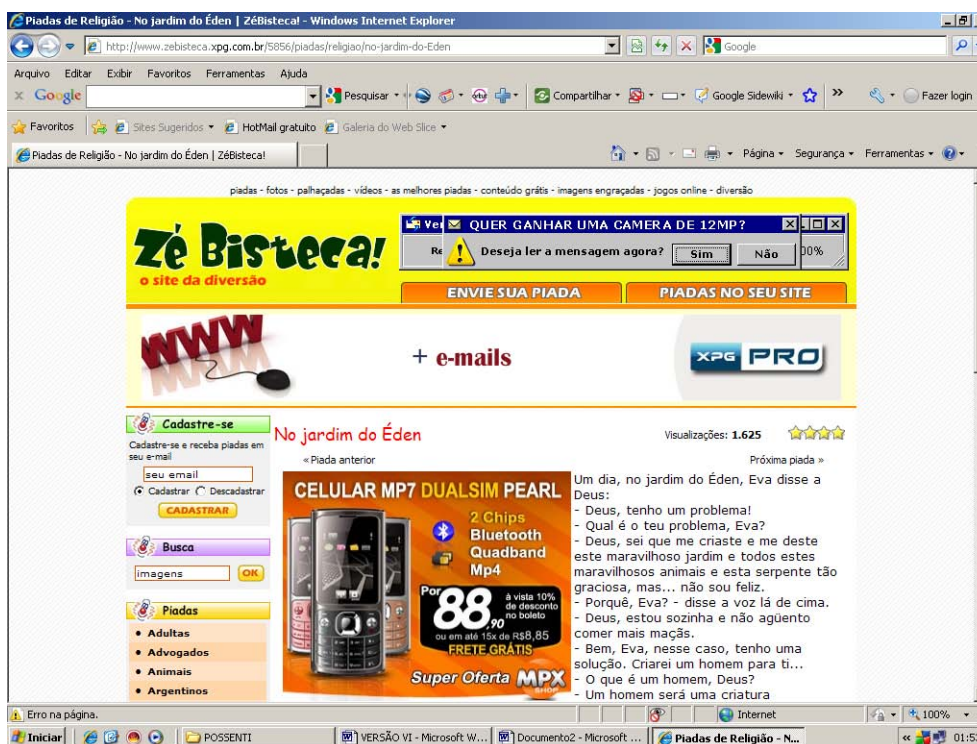 Piadas de Religião - No jardim do Éden | ZéBisteca! - Windows Internet Explorer
http://www.zebisteca.xpg.com.br/5856/piadas/religiao/no-jardim-do-Eden
Google
Arquivo Editar Exibir Favoritos Ferramentas Ajuda
x Google Pesquisar Compartilhar Google Sidewiki » Fazer login
Favoritos Sites Sugeridos HotMail gratuito Galeria do Web Slice
Piadas de Religião - No jardim do Éden | ZéBisteca! Página Segurança Ferramentas
piadas - fotos - palhaçadas - vídeos - as melhores piadas - conteúdo grátis - imagens engraçadas - jogos online - diversão
Zé Bisteca!
o site da diversão
QUER GANHAR UMA CAMERA DE 12MP?
Deseja ler a mensagem agora? Sim Não 00%
ENVIE SUA PIADA PIADAS NO SEU SITE
WWW + e-mails XPG PRO
Cadastre-se
Cadastre-se e receba piadas em
seu e-mail
seu email
Cadastrar Descadastrar
CADASTRAR
Busca
imagens OK
Piadas
• Adultas
• Advogados
• Animais
• Argentinos
No jardim do Éden
Visualizações: 1.625
«Piada anterior Próxima piada »
CELULAR MP7 DUALSIM PEARL
2 Chips
Bluetooth
Quadband
Mp4
Por 88,90
à vista 10%
de desconto
no boleto
ou em até 15x de R$8,85
FRETE GRÁTIS
Super Oferta MPX
SHOP
Um dia, no jardim do Éden, Eva disse a
Deus:
- Deus, tenho um problema!
- Qual é o teu problema, Eva?
- Deus, sei que me criaste e me deste
este maravilhoso jardim e todos estes
maravilhosos animais e esta serpente tão
graciosa, mas... não sou feliz.
- Porquê, Eva? - disse a voz lá de cima.
- Deus, estou sozinha e não agüento
comer mais maçãs.
- Bem, Eva, nesse caso, tenho uma
solução. Criarei um homem para ti...
- O que é um homem, Deus?
- Um homem será uma criatura
Erro na página. Internet 100%
Iniciar POSSENTI VERSÃO VI - Microsoft W... Documento2 - Microsoft ... Piadas de Religião - N... «